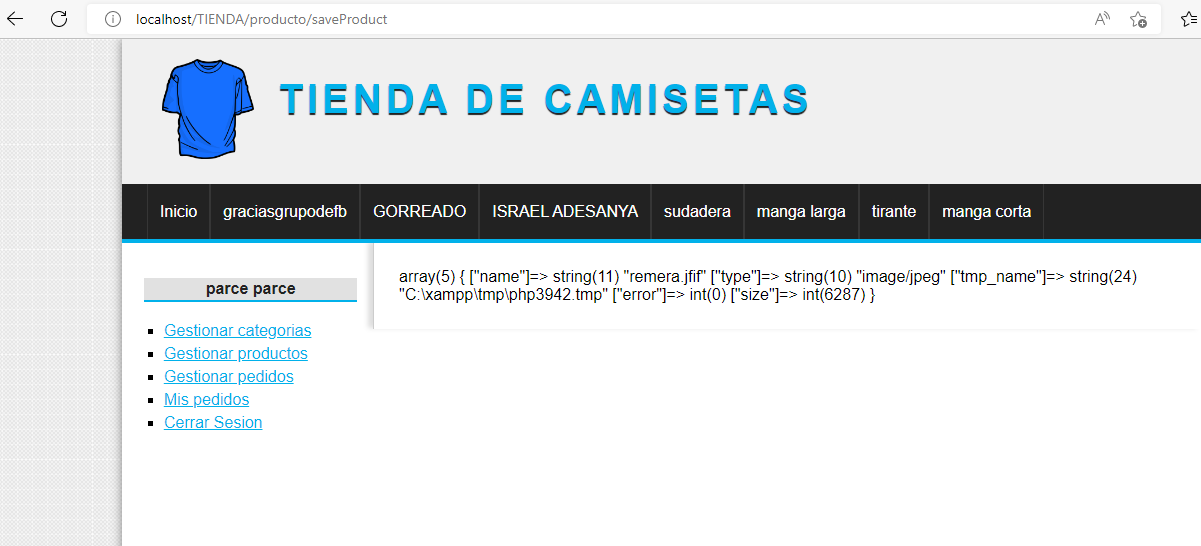 localhost/TIENDA/producto/saveProduct
TIENDA DE CAMISETAS
Inicio graciasgrupodefb GORREADO ISRAEL ADESANYA sudadera manga larga tirante manga corta
parce parce
Gestionar categorias
Gestionar productos
Gestionar pedidos
Mis pedidos
Cerrar Sesion
array(5) { ["name"]=> string(11) "remera.jfif" ["type"]=> string(10) "image/jpeg" ["tmp_name"]=> string(24)
"C:\xampp\tmp\php3942.tmp" ["error"]=> int(0) ["size"]=> int(6287) }